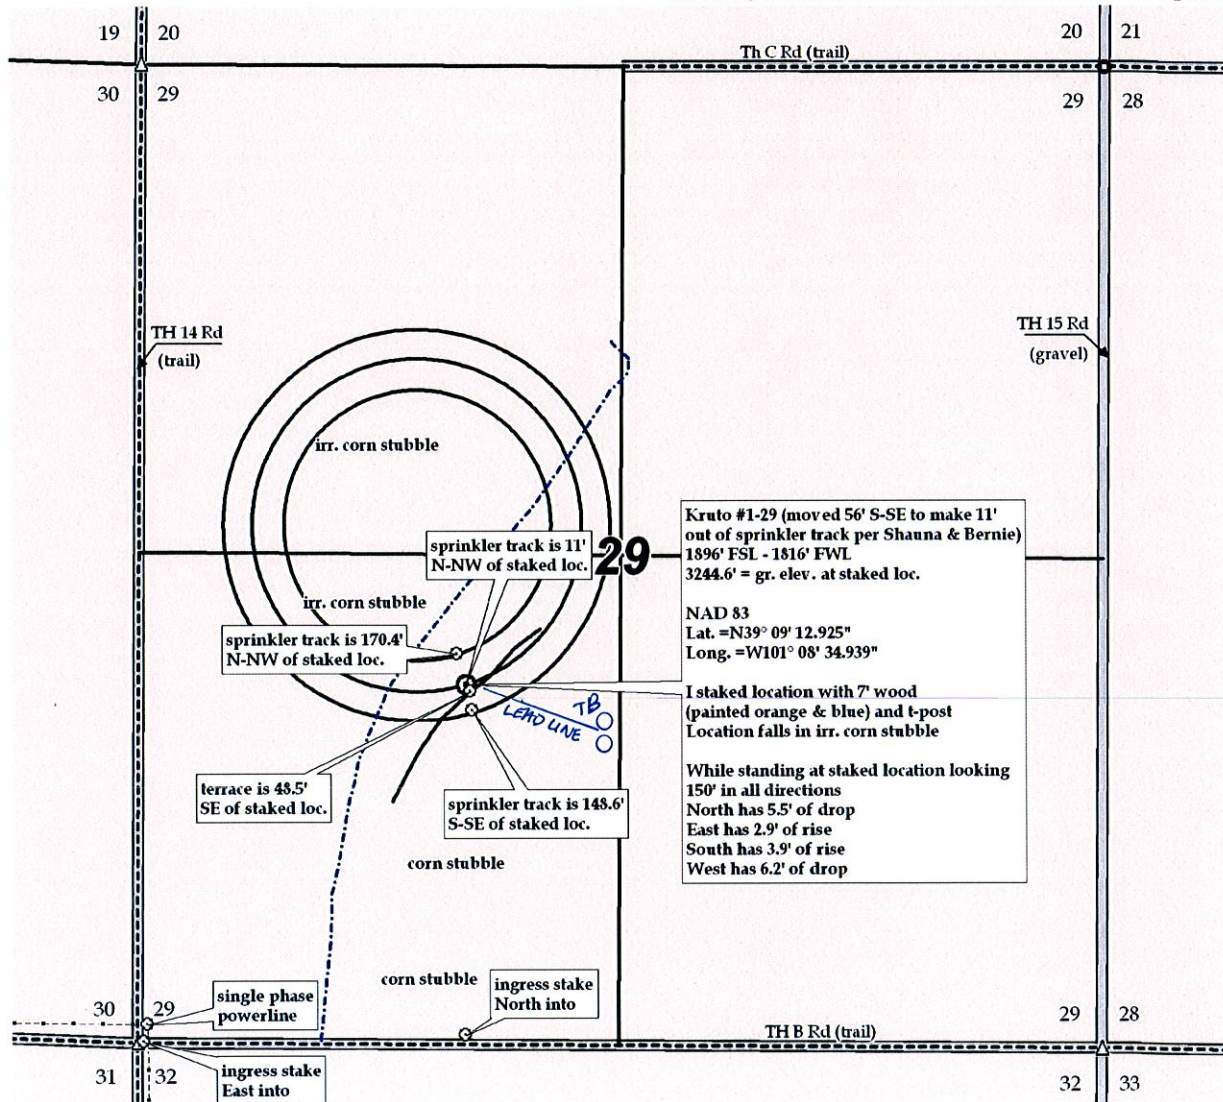 19 20
20 21
Th C Rd (trail)
30 29
29 28
TH 14 Rd
(trail)
TH 15 Rd
(gravel)
irr. corn stubble
sprinkler track is 11'
N-NW of staked loc.
29
Kruto #1-29 (moved 56' S-SE to make 11'
out of sprinkler track per Shauna & Bernie)
1896' FSL - 1816' FWL
3244.6' = gr. elev. at staked loc.
NAD 83
Lat. =N39° 09' 12.925"
Long. =W101° 08' 34.939"
I staked location with 7' wood
(painted orange & blue) and t-post
Location falls in irr. corn stubble
While standing at staked location looking
150' in all directions
North has 5.5' of drop
East has 2.9' of rise
South has 3.9' of rise
West has 6.2' of drop
irr. corn stubble
sprinkler track is 170.4'
N-NW of staked loc.
TB
LEAD LINE
terrace is 48.5'
SE of staked loc.
sprinkler track is 148.6'
S-SE of staked loc.
corn stubble
corn stubble
ingress stake
North into
single phase
powerline
30 29
29 28
TH B Rd (trail)
31 32
ingress stake
East into
32 33